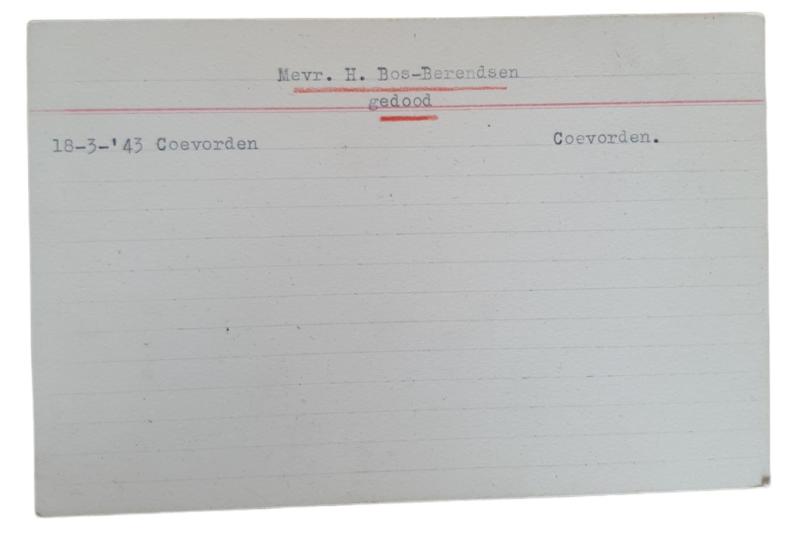 Mevr. H. Bos-Berendsen
gedood
18-3-'43 Coevorden Coevorden.